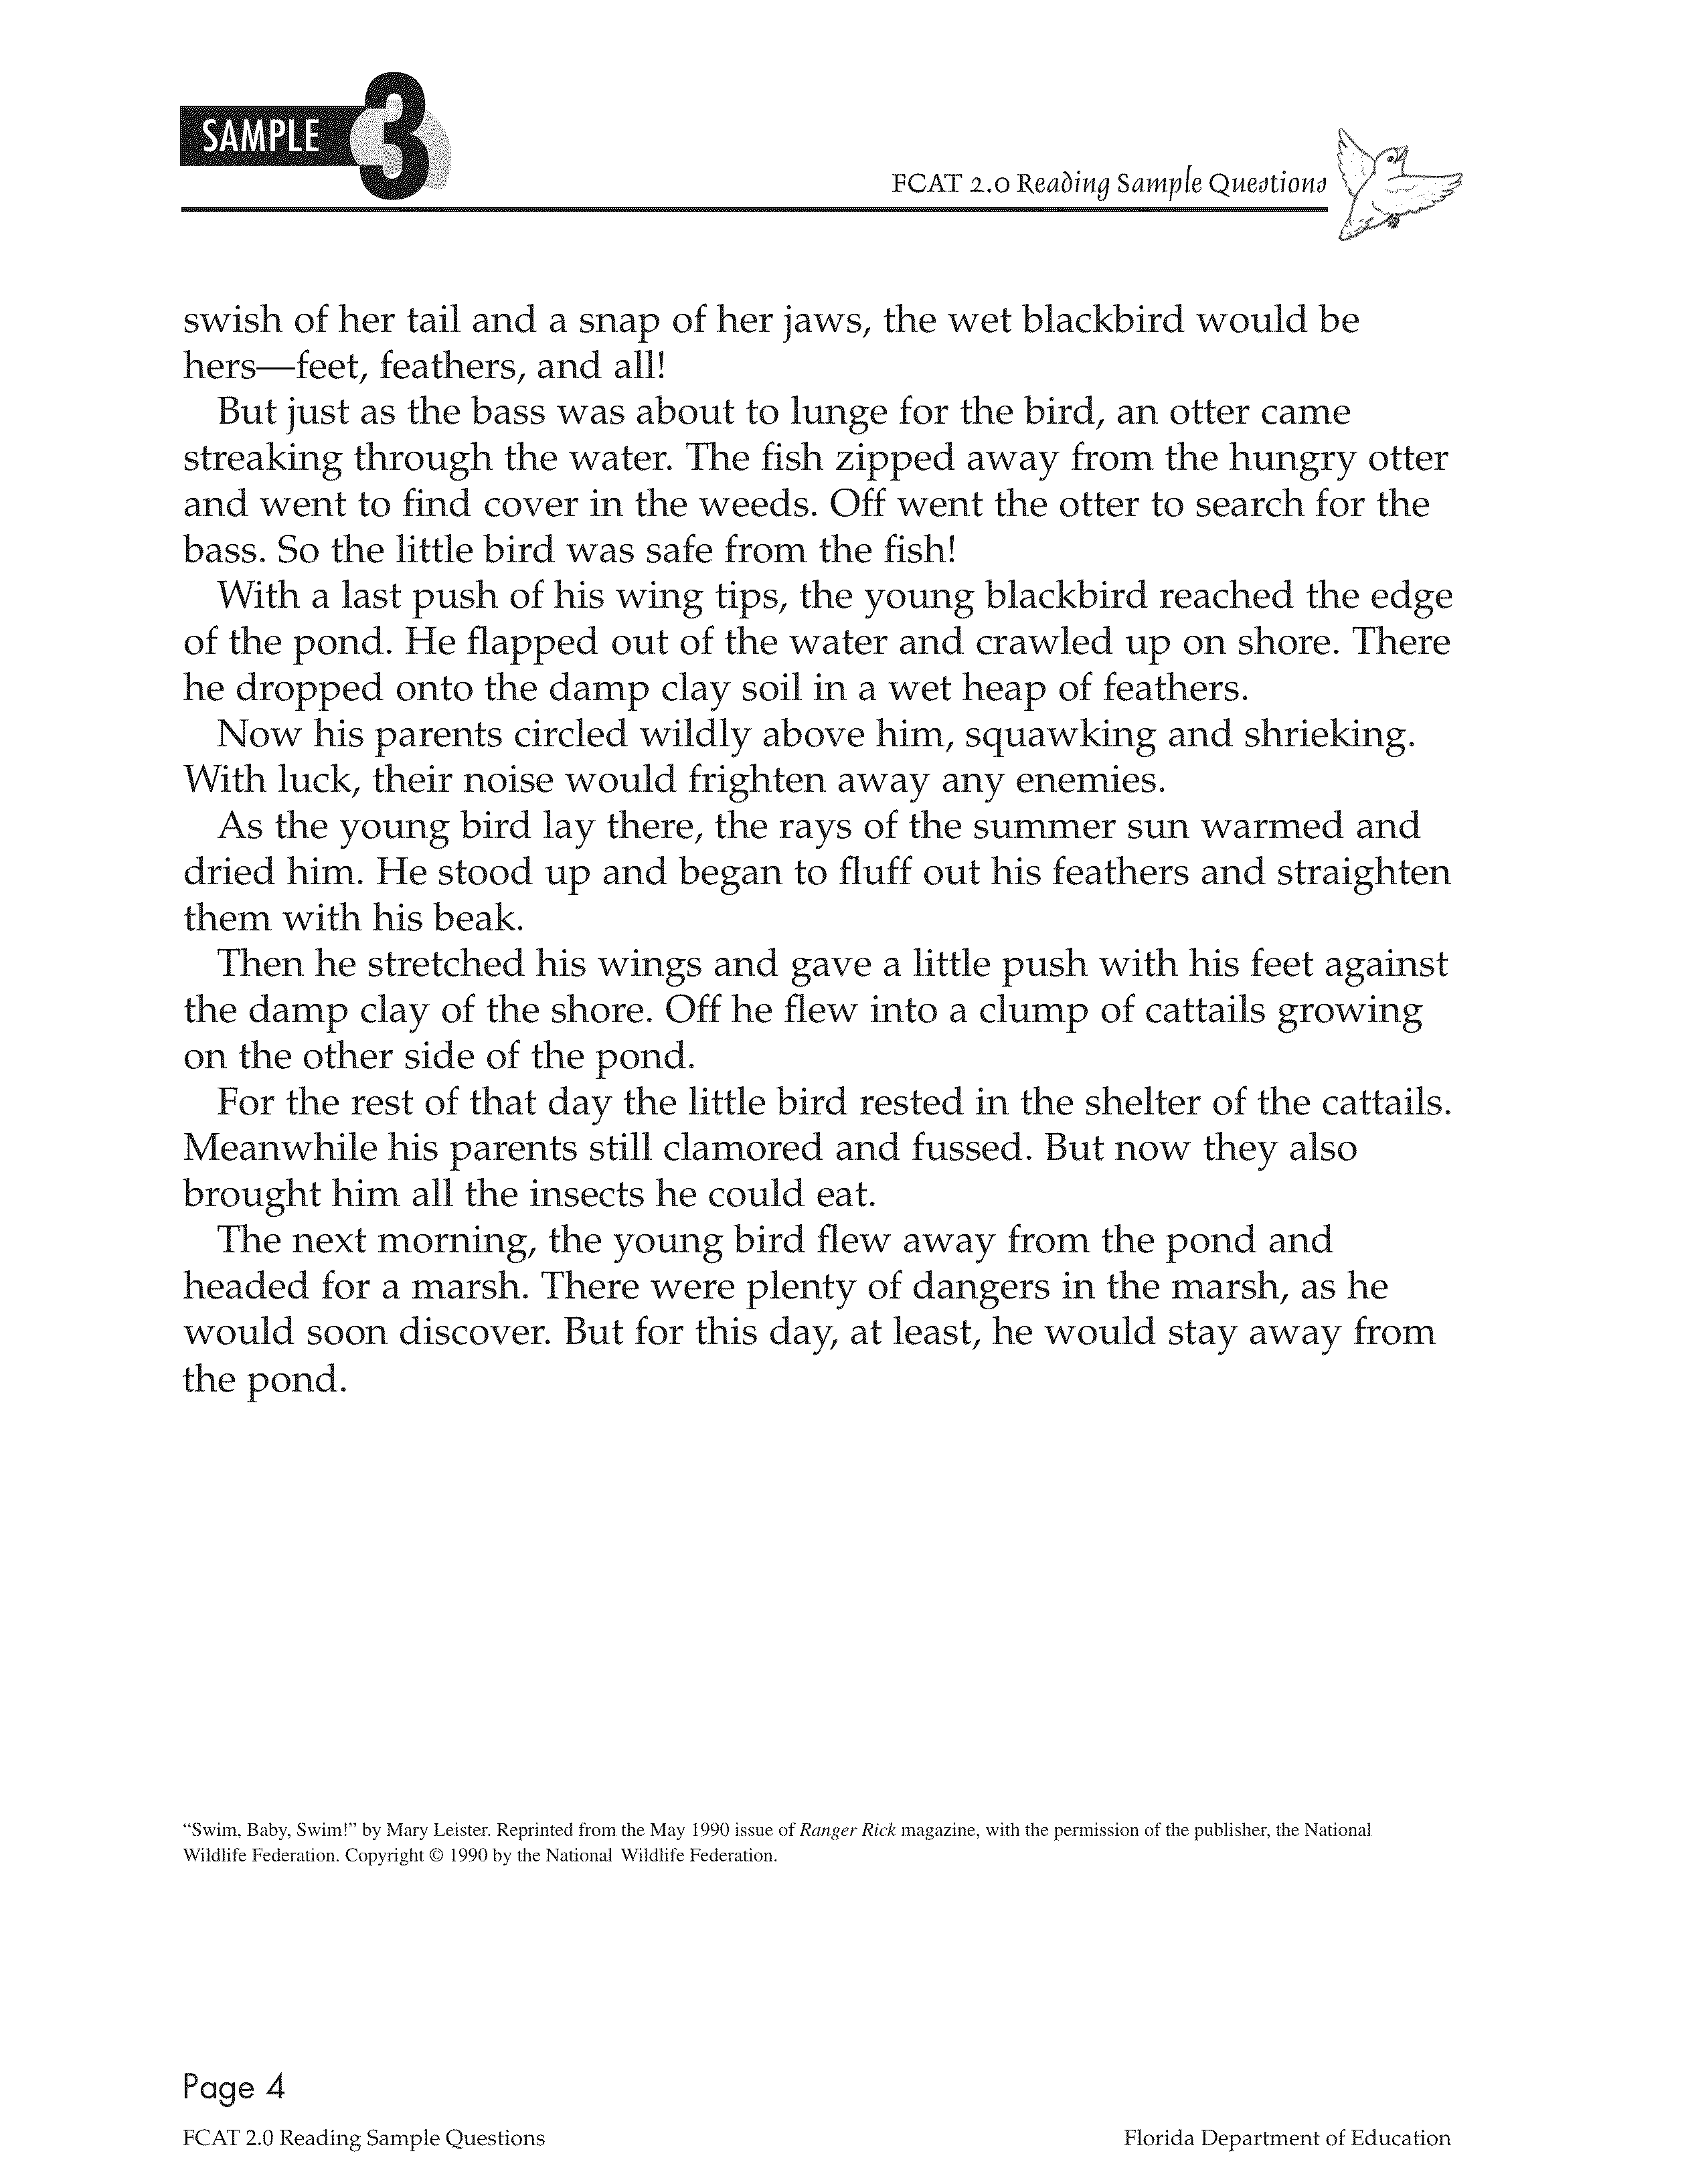 SAMPLE 3
FCAT 2.0 Reading Sample Questions
swish of her tail and a snap of her jaws, the wet blackbird would be
hers—feet, feathers, and all!
But just as the bass was about to lunge for the bird, an otter came
streaking through the water. The fish zipped away from the hungry otter
and went to find cover in the weeds. Off went the otter to search for the
bass. So the little bird was safe from the fish!
With a last push of his wing tips, the young blackbird reached the edge
of the pond. He flapped out of the water and crawled up on shore. There
he dropped onto the damp clay soil in a wet heap of feathers.
Now his parents circled wildly above him, squawking and shrieking.
With luck, their noise would frighten away any enemies.
As the young bird lay there, the rays of the summer sun warmed and
dried him. He stood up and began to fluff out his feathers and straighten
them with his beak.
Then he stretched his wings and gave a little push with his feet against
the damp clay of the shore. Off he flew into a clump of cattails growing
on the other side of the pond.
For the rest of that day the little bird rested in the shelter of the cattails.
Meanwhile his parents still clamored and fussed. But now they also
brought him all the insects he could eat.
The next morning, the young bird flew away from the pond and
headed for a marsh. There were plenty of dangers in the marsh, as he
would soon discover. But for this day, at least, he would stay away from
the pond.
“Swim, Baby, Swim!” by Mary Leister. Reprinted from the May 1990 issue of Ranger Rick magazine, with the permission of the publisher, the National
Wildlife Federation. Copyright © 1990 by the National Wildlife Federation.
Page 4
FCAT 2.0 Reading Sample Questions
Florida Department of Education